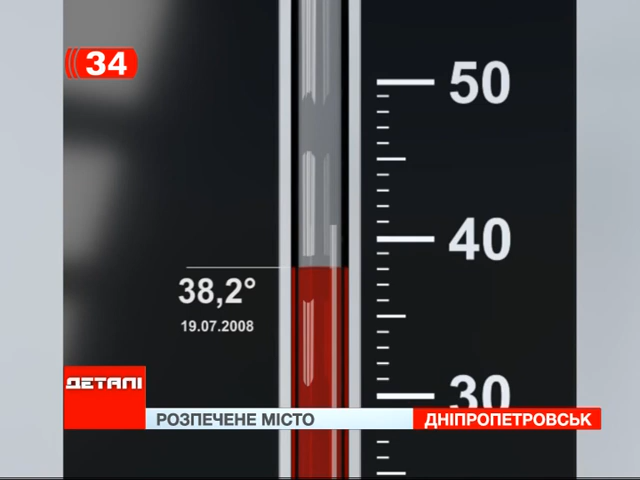 34
50
40
38,2°
19.07.2008
30
ДЕТАЛІ
РОЗПЕЧЕНЕ МІСТО
ДНІПРОПЕТРОВСЬК